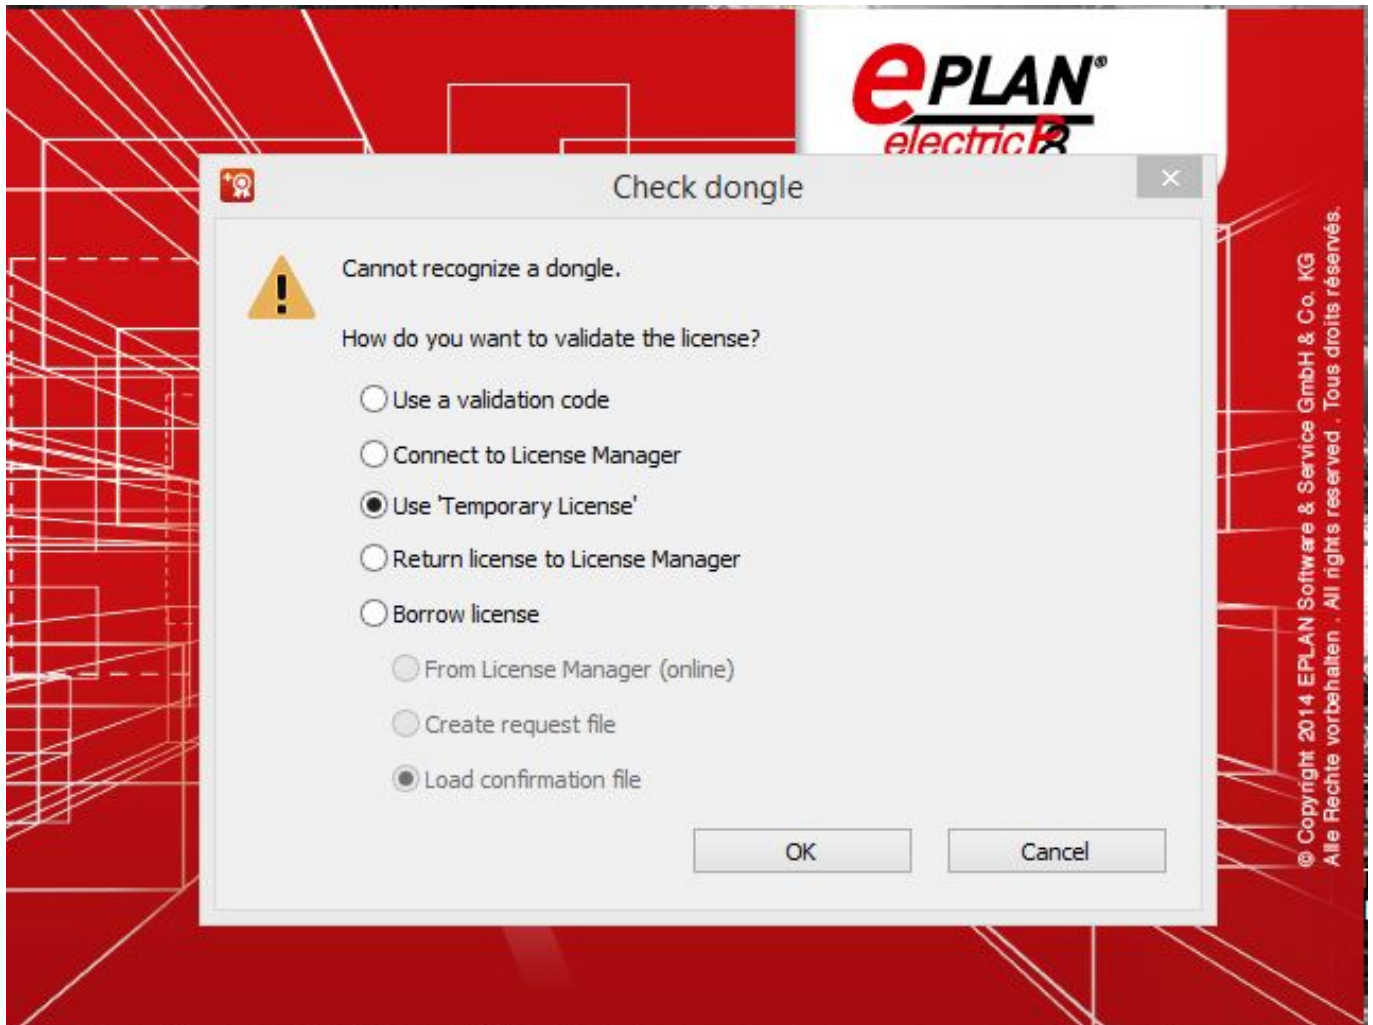 ePLAN®
electric P8
Check dongle
Cannot recognize a dongle.
How do you want to validate the license?
Use a validation code
Connect to License Manager
Use 'Temporary License'
Return license to License Manager
Borrow license
From License Manager (online)
Create request file
Load confirmation file
OK
Cancel
© Copyright 2014 EPLAN Software & Service GmbH & Co. KG
Alle Rechte vorbehalten . All rights reserved . Tous droits réservés.